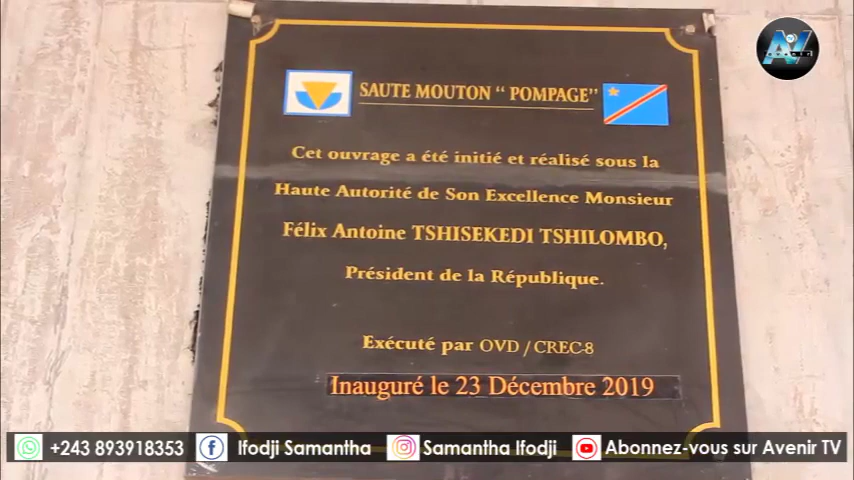 SAUTE MOUTON "POMPAGE"
Cet ouvrage a été initié et réalisé sous la
Haute Autorité de Son Excellence Monsieur
Félix Antoine TSHISEKEDI TSHILOMBO,
Président de la République.
Exécuté par OVD / CREC-8
Inauguré le 23 Décembre 2019
+243 893918353 Ifodji Samantha Samantha Ifodji Abonnez-vous sur Avenir TV